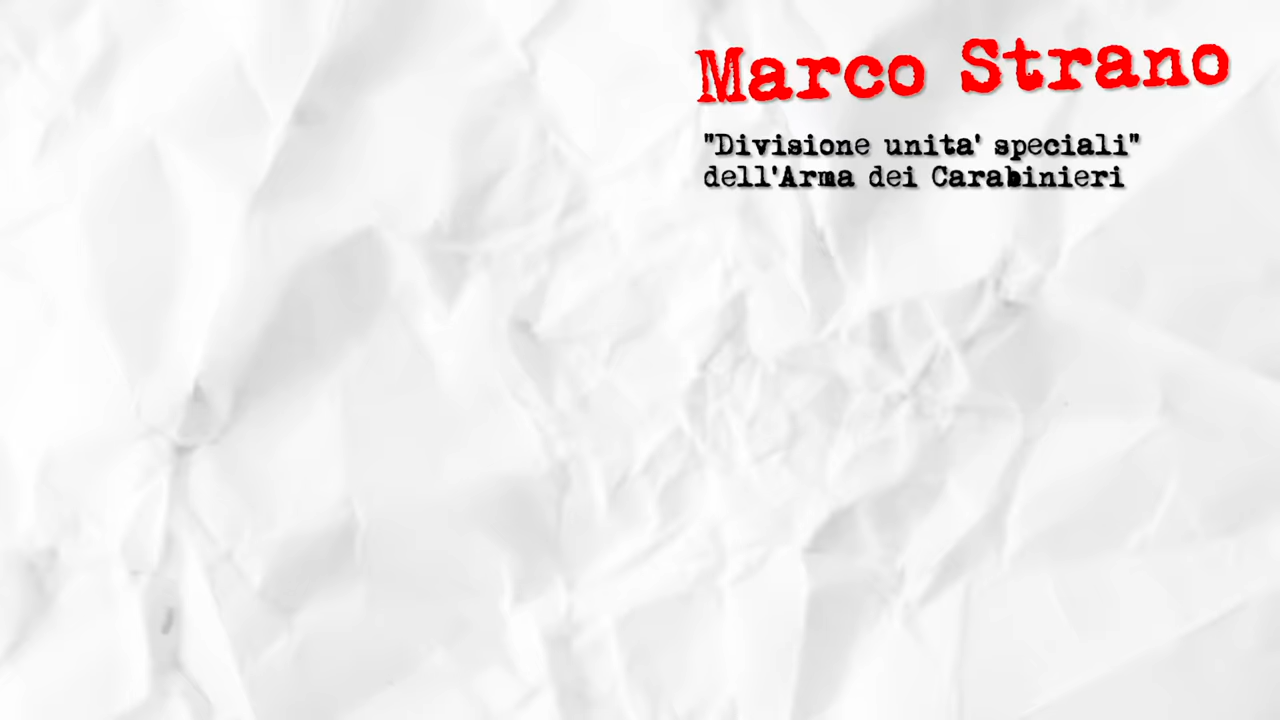 Marco Strano
"Divisione unita' speciali"
dell'Arma dei Carabinieri